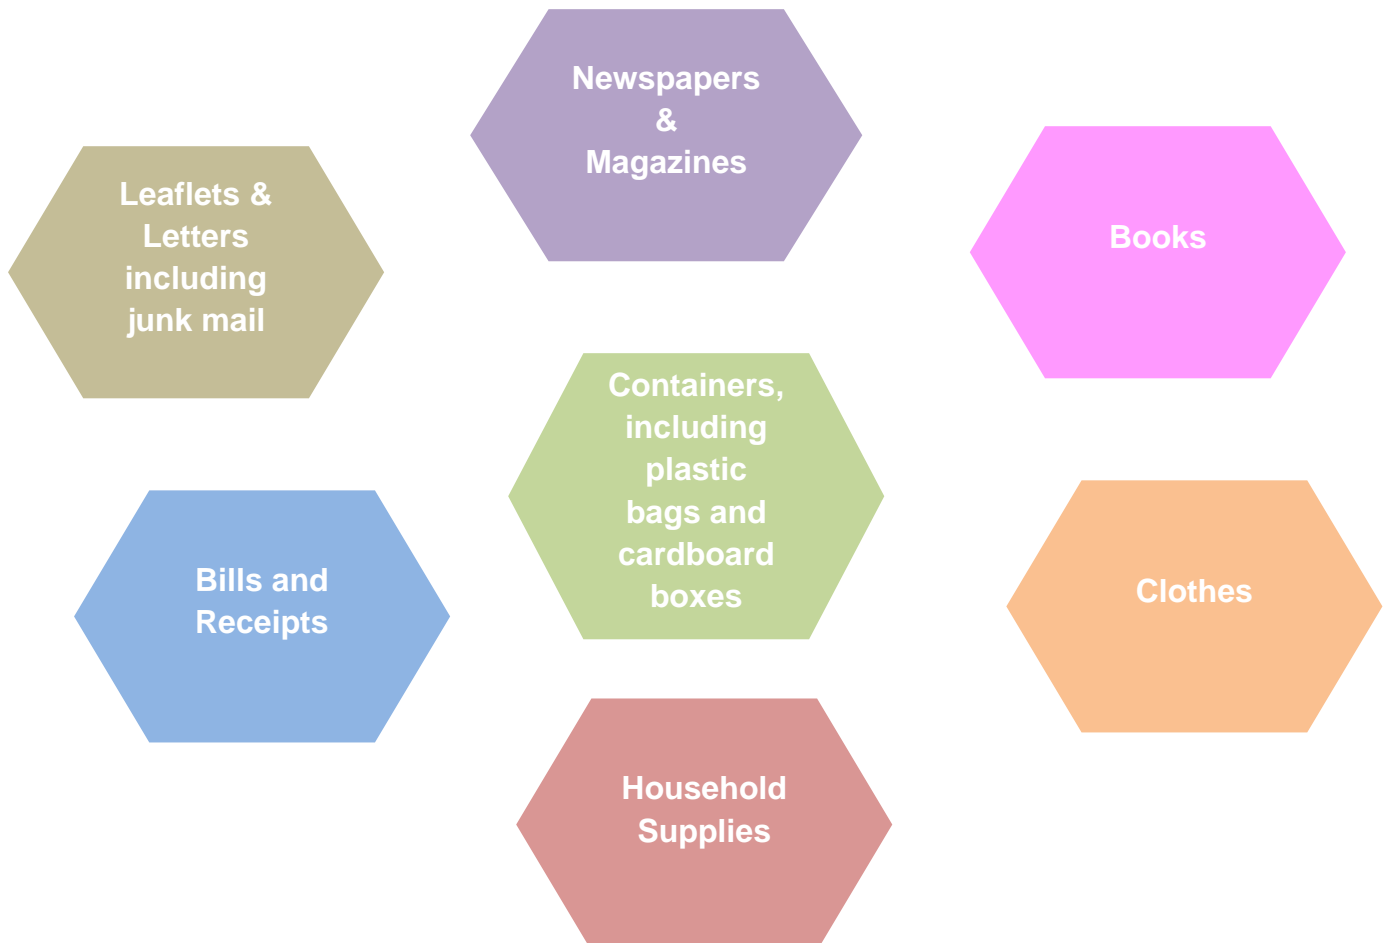 Newspapers
&
Magazines
Leaflets &
Letters
including
junk mail
Books
Containers,
including
plastic
bags and
cardboard
boxes
Bills and
Receipts
Clothes
Household
Supplies